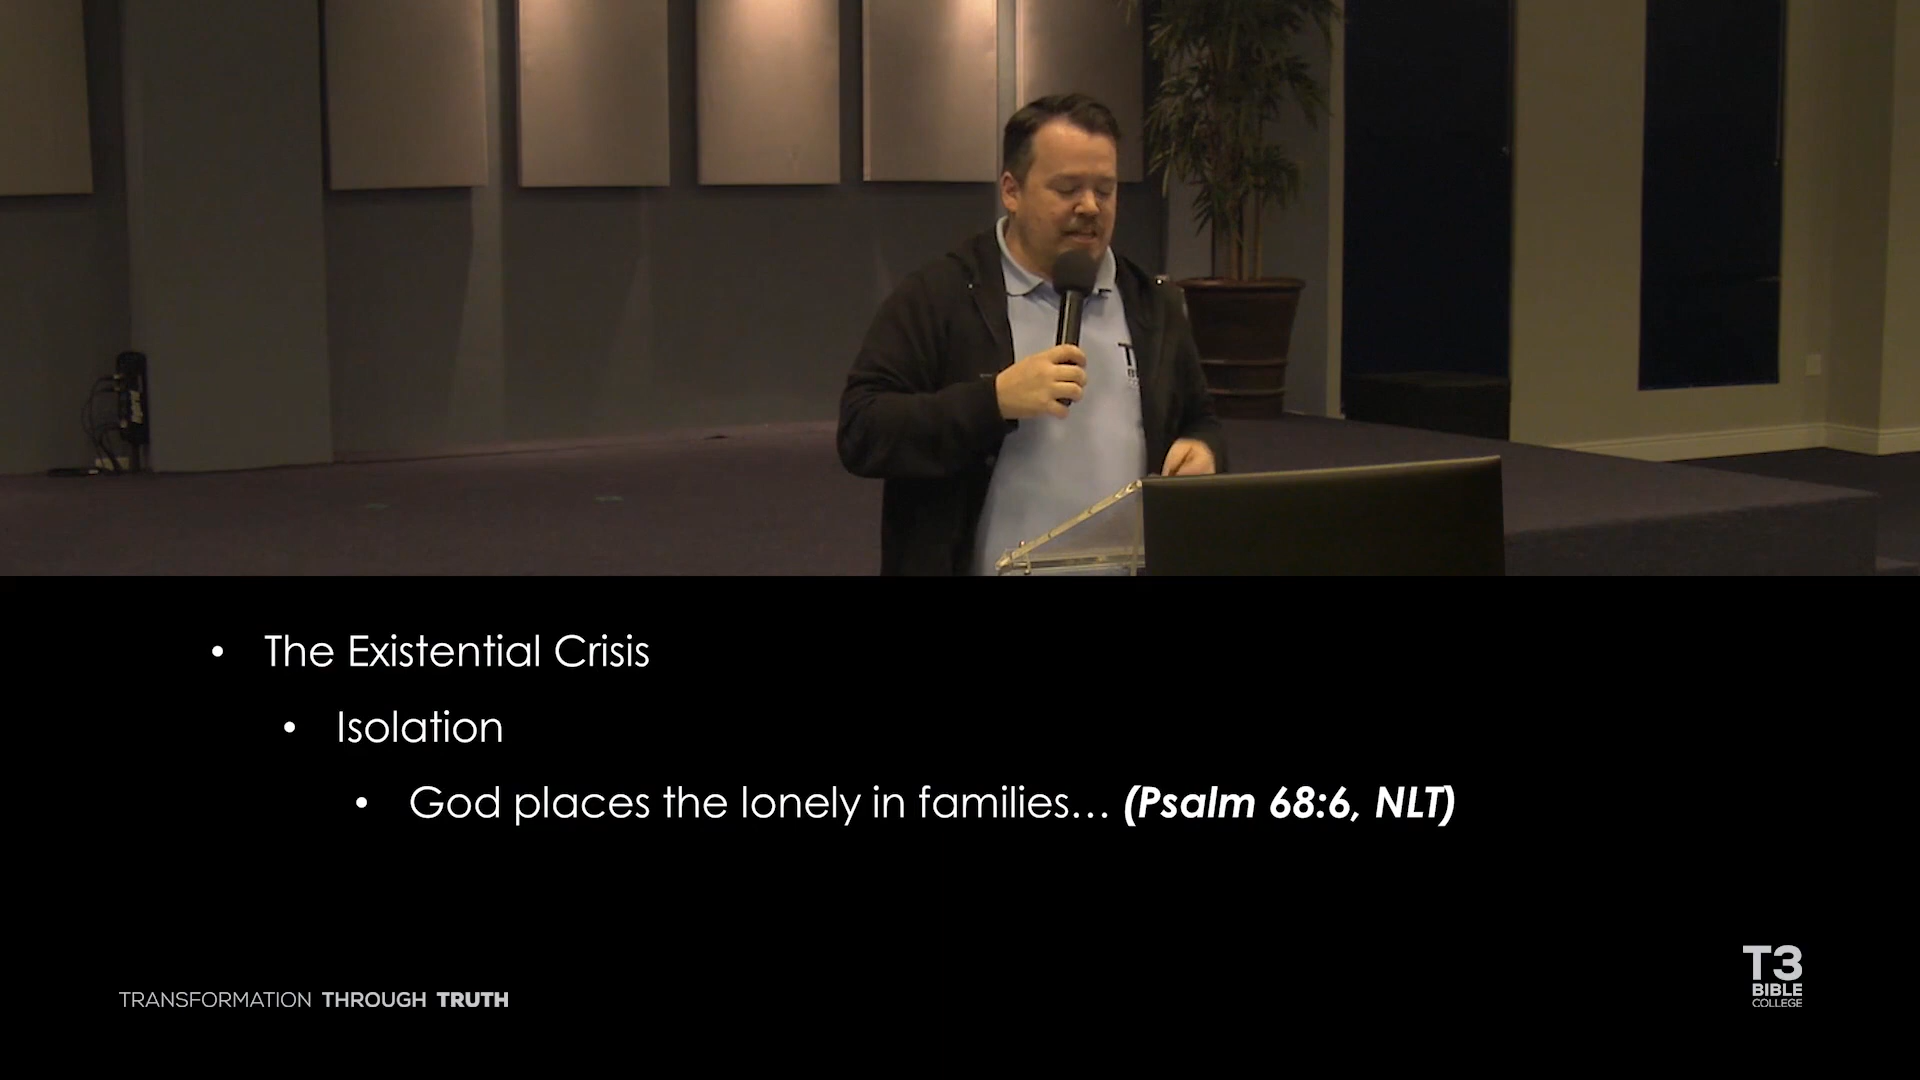 • The Existential Crisis
• Isolation
• God places the lonely in families… (Psalm 68:6, NLT)
TRANSFORMATION THROUGH TRUTH
T3
BIBLE
COLLEGE